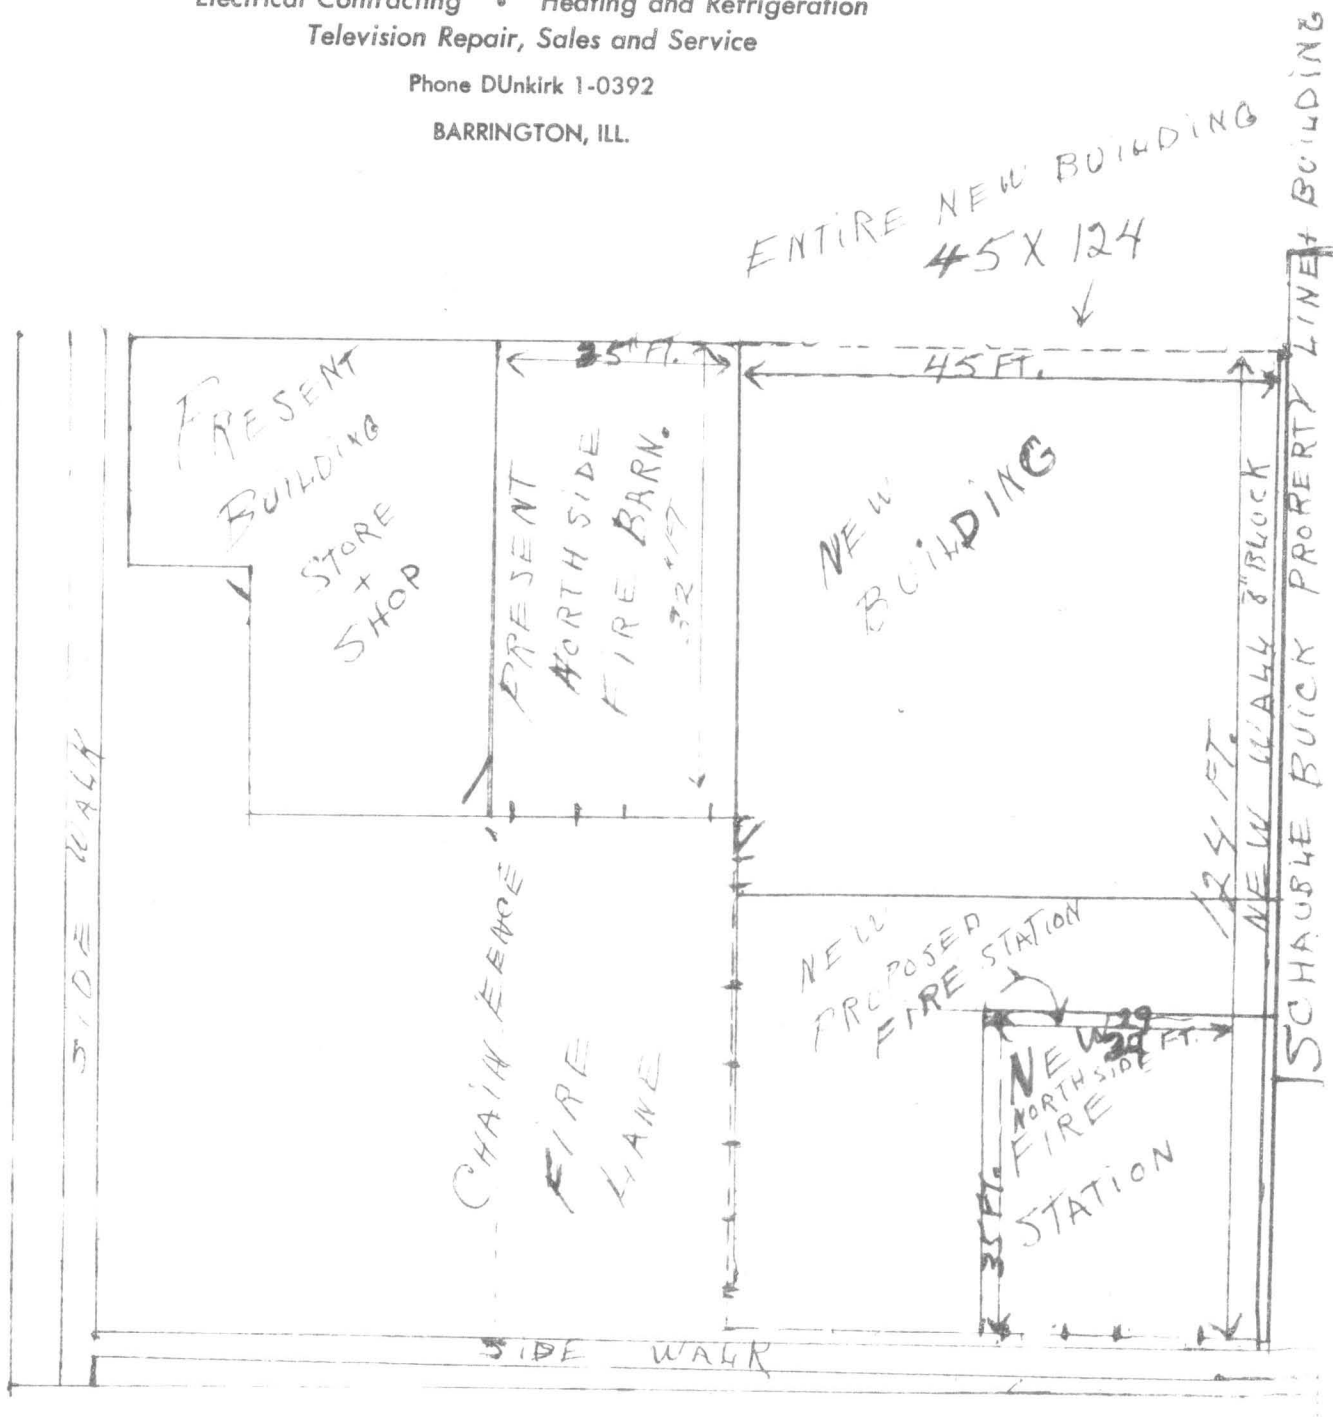 Electrical Contracting • Heating and Refrigeration
Television Repair, Sales and Service
Phone DUnkirk 1-0392
BARRINGTON, ILL.
ENTIRE NEW BUILDING
45 X 124
PRESENT
BUILDING
STORE
+
SHOP
FT.
PRESENT
NORTH SIDE
FIRE BARN.
45 FT.
NEW
BUILDING
124 FT.
NEW WALL 8" BLOCK
SCHAUBLE BUICK PROPERTY LINE + BUILDING
SIDE WALK
CHAIN FENCE
FIRE
LANE
NEW
PROPOSED
FIRE STATION
29
29 FT.
NEW
NORTH SIDE
FIRE
STATION
35 FT.
SIDE WALK